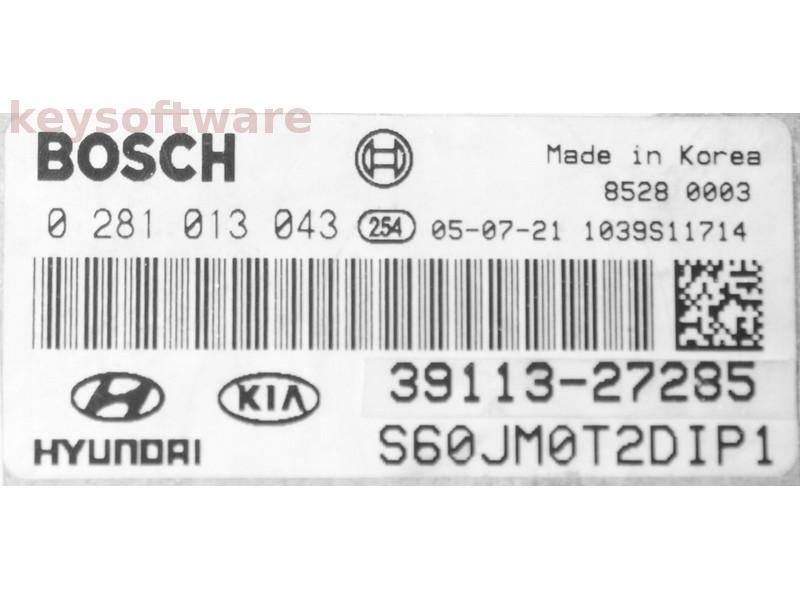 keysoftware
BOSCH
Made in Korea
8528 0003
0 281 013 043 254 05-07-21 1039S11714
KIA 39113-27285
HYUNDAI S60JM0T2DIP1